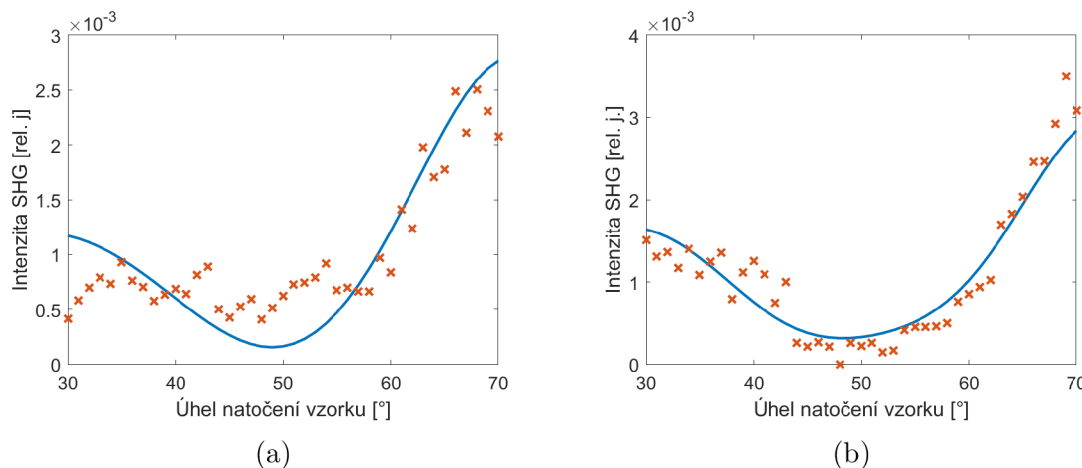 ×10⁻³
3
2.5
2
1.5
1
0.5
0
30 40 50 60 70
Intenzita SHG [rel. j]
Úhel natočení vzorku [°]
(a)
×10⁻³
4
3
2
1
0
30 40 50 60 70
Intenzita SHG [rel. j.]
Úhel natočení vzorku [°]
(b)